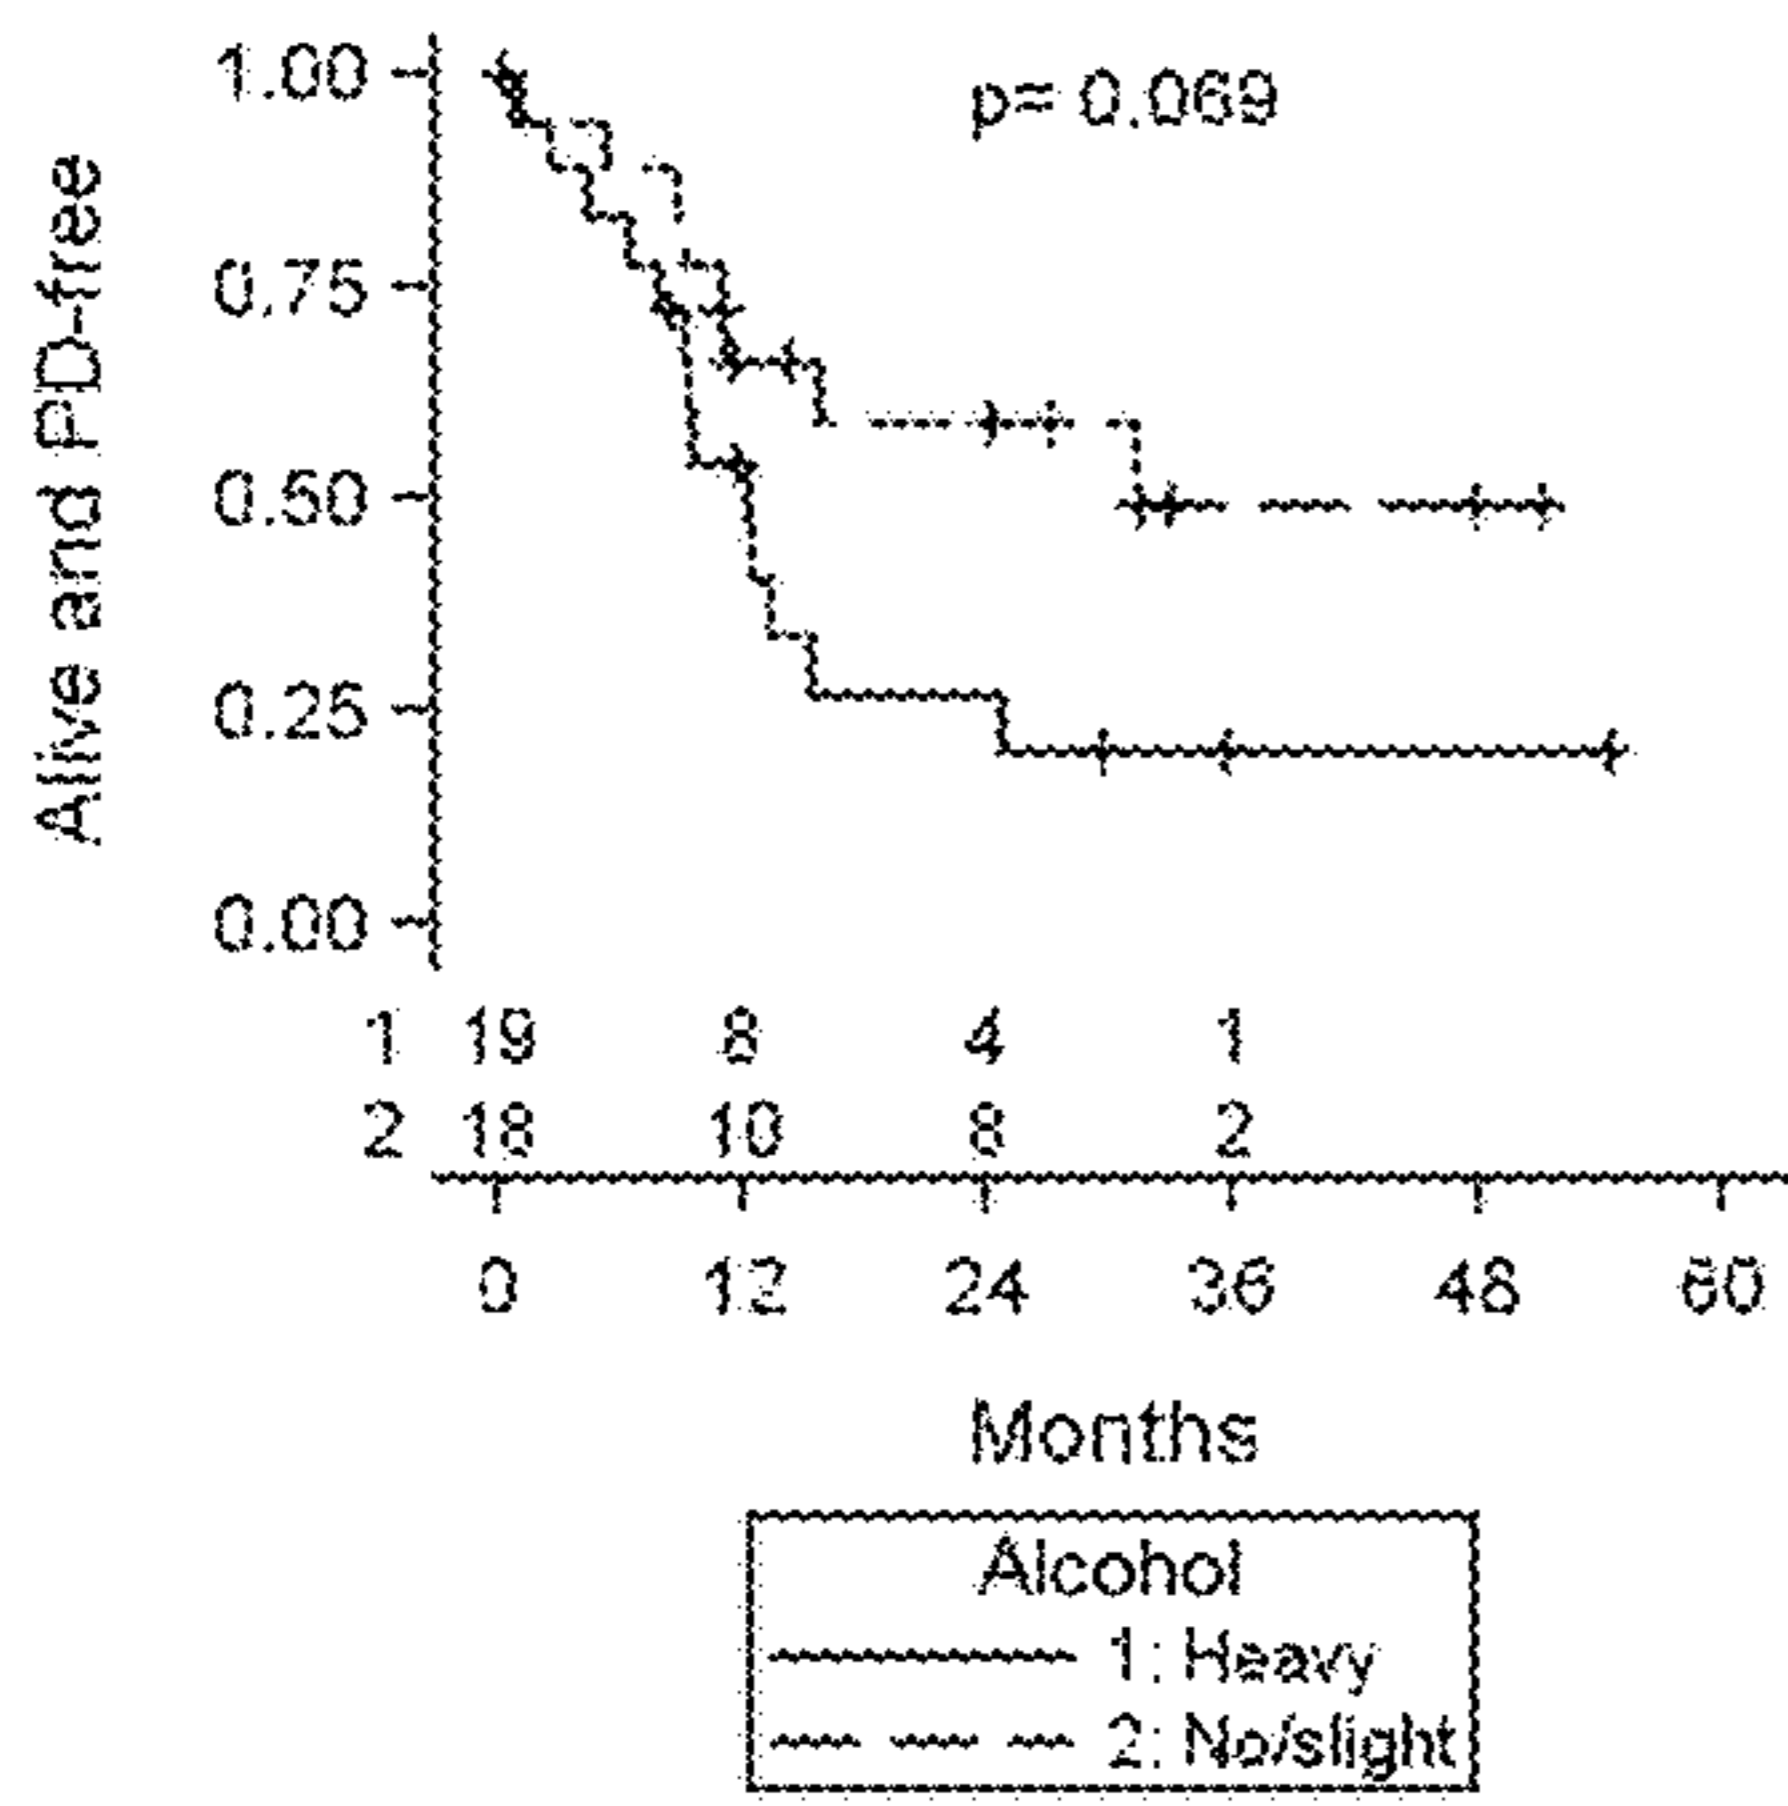 Alive and PD-free
1.00
0.75
0.50
0.25
0.00
p= 0.069
1 19 8 4 1
2 18 10 8 2
0 12 24 36 48 60
Months
Alcohol
1: Heavy
2: No/slight